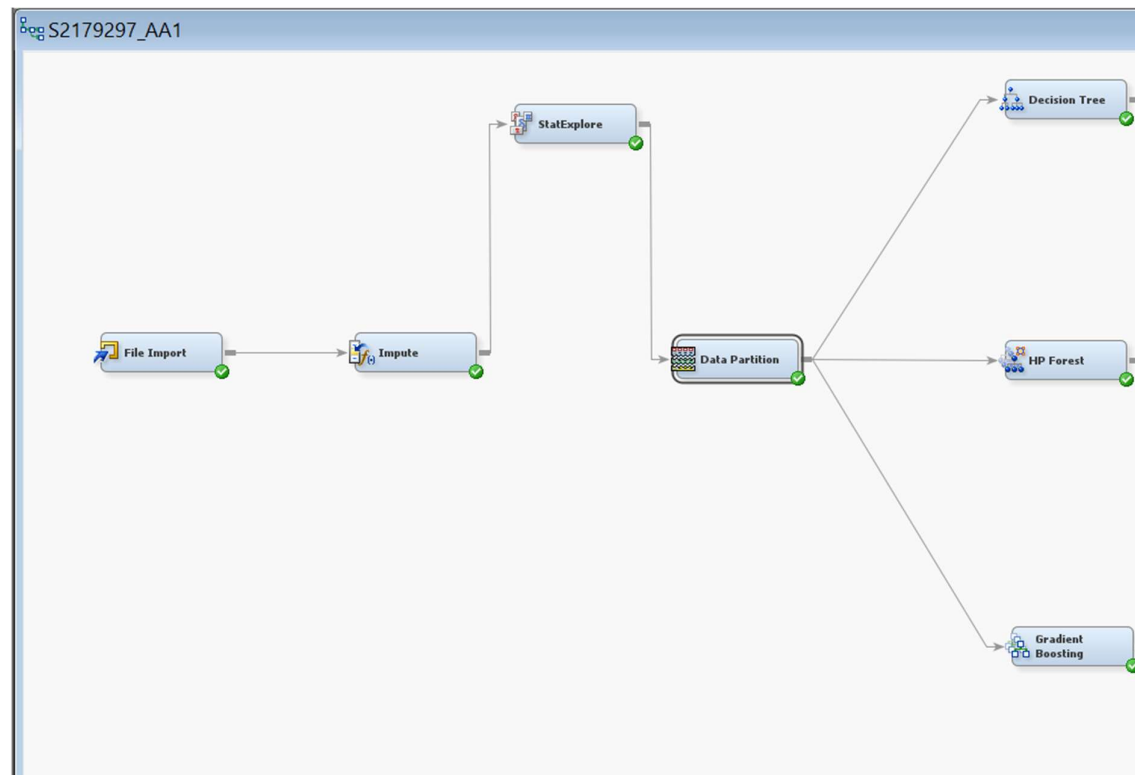 S2179297_AA1
StatExplore
Decision Tree
File Import
Impute
Data Partition
HP Forest
Gradient
Boosting